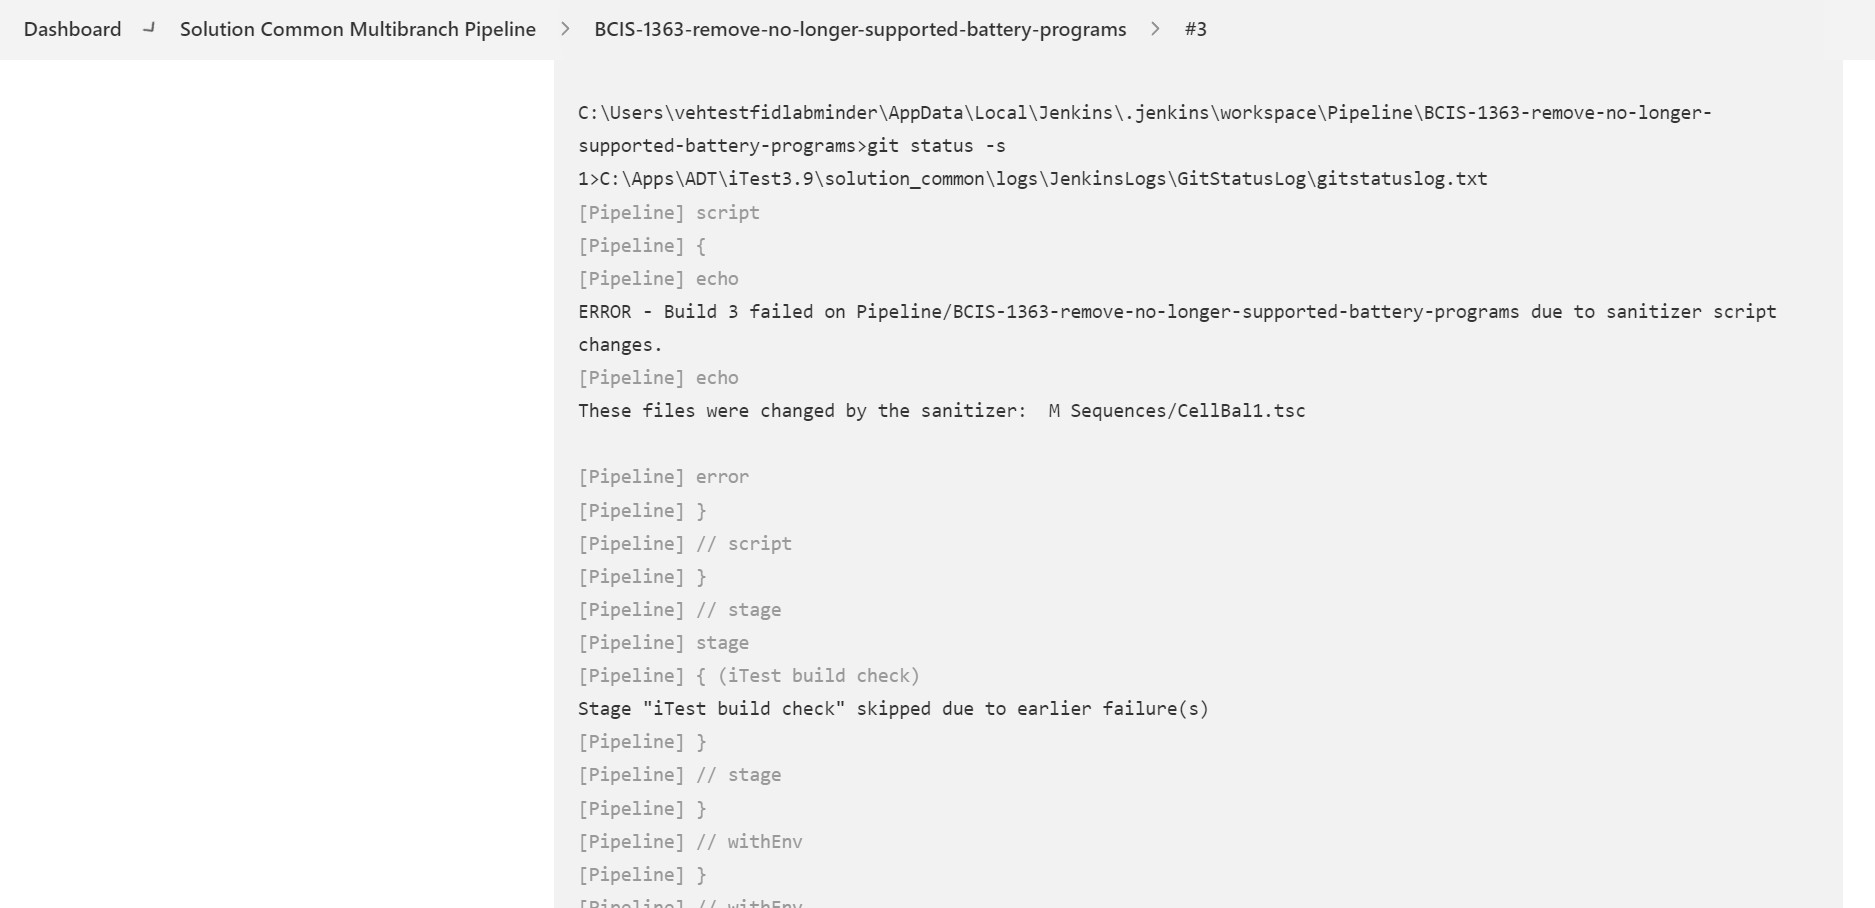 Dashboard Solution Common Multibranch Pipeline BCIS-1363-remove-no-longer-supported-battery-programs #3
C:\Users\vehtestfidlabminder\AppData\Local\Jenkins\.jenkins\workspace\Pipeline\BCIS-1363-remove-no-longer-
supported-battery-programs>git status -s
1>C:\Apps\ADT\iTest3.9\solution_common\logs\JenkinsLogs\GitStatusLog\gitstatuslog.txt
[Pipeline] script
[Pipeline] {
[Pipeline] echo
ERROR - Build 3 failed on Pipeline/BCIS-1363-remove-no-longer-supported-battery-programs due to sanitizer script
changes.
[Pipeline] echo
These files were changed by the sanitizer:  M Sequences/CellBal1.tsc
[Pipeline] error
[Pipeline] }
[Pipeline] // script
[Pipeline] }
[Pipeline] // stage
[Pipeline] stage
[Pipeline] { (iTest build check)
Stage "iTest build check" skipped due to earlier failure(s)
[Pipeline] }
[Pipeline] // stage
[Pipeline] }
[Pipeline] // withEnv
[Pipeline] }
[Pipeline] // withEnv